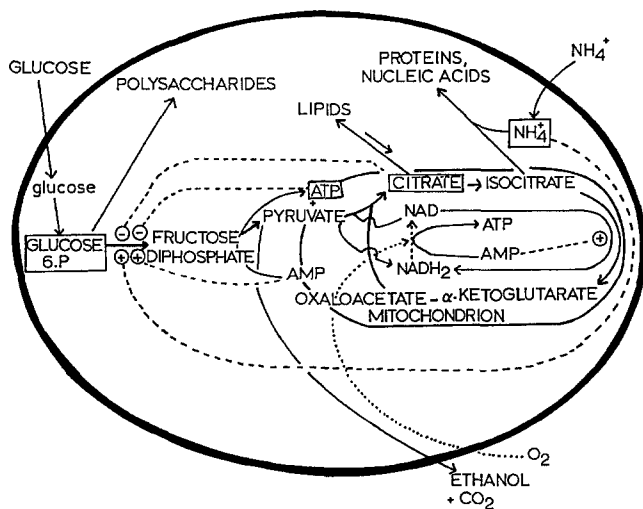 GLUCOSE
POLYSACCHARIDES
PROTEINS,
NUCLEIC ACIDS
NH₄⁺
LIPIDS
NH₄⁺
glucose
ATP
CITRATE
ISOCITRATE
GLUCOSE
6.P
− −
+ +
FRUCTOSE
DIPHOSPHATE
+
PYRUVATE
NAD
ATP
AMP
+
NADH₂
AMP
OXALOACETATE - α-KETOGLUTARATE
MITOCHONDRION
O₂
ETHANOL
+ CO₂